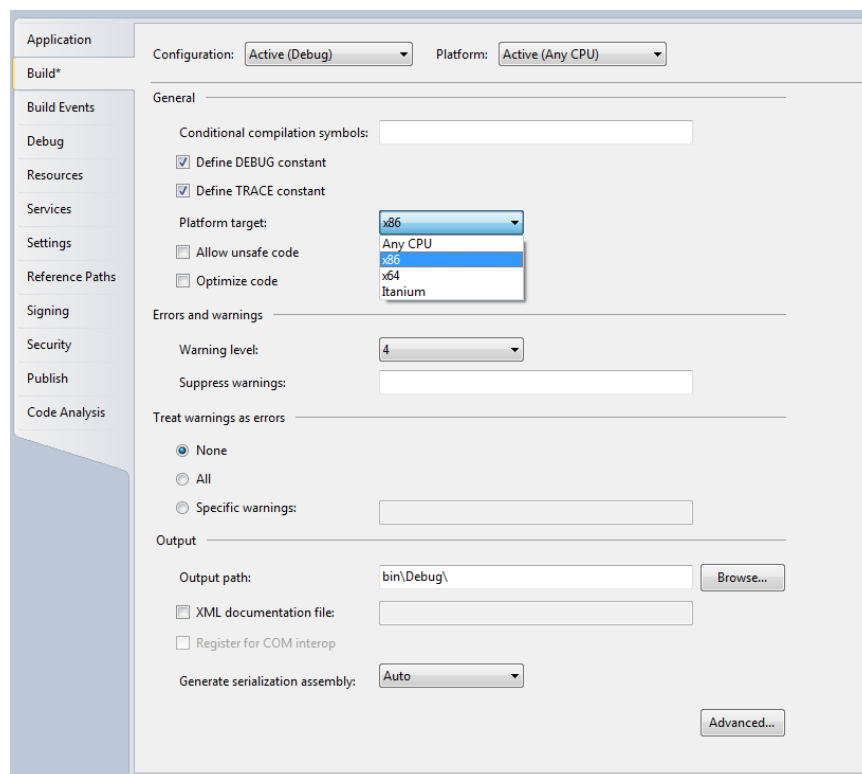 Application
Build*
Build Events
Debug
Resources
Services
Settings
Reference Paths
Signing
Security
Publish
Code Analysis
Configuration: Active (Debug) Platform: Active (Any CPU)
General
Conditional compilation symbols:
Define DEBUG constant
Define TRACE constant
Platform target: x86
Any CPU
x86
x64
Itanium
Allow unsafe code
Optimize code
Errors and warnings
Warning level: 4
Suppress warnings:
Treat warnings as errors
None
All
Specific warnings:
Output
Output path: bin\Debug\ Browse...
XML documentation file:
Register for COM interop
Generate serialization assembly: Auto
Advanced...